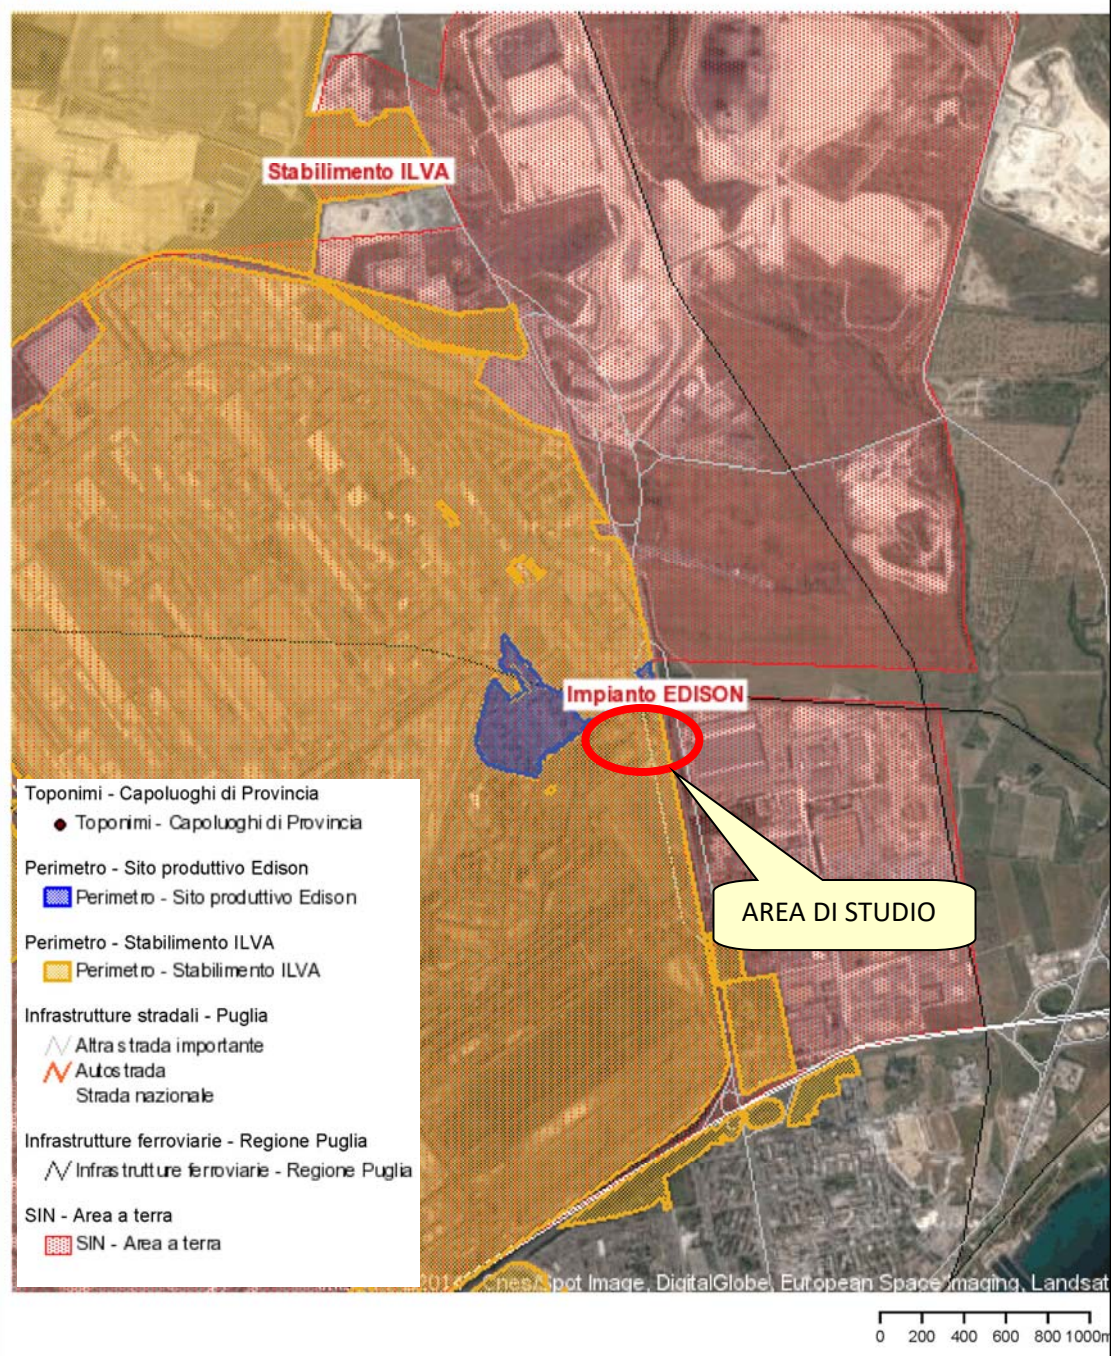 Stabilimento ILVA
Impianto EDISON
AREA DI STUDIO
Toponimi - Capoluoghi di Provincia
Toponimi - Capoluoghi di Provincia
Perimetro - Sito produttivo Edison
Perimetro - Sito produttivo Edison
Perimetro - Stabilimento ILVA
Perimetro - Stabilimento ILVA
Infrastrutture stradali - Puglia
Altra strada importante
Autostrada
Strada nazionale
Infrastrutture ferroviarie - Regione Puglia
Infrastrutture ferroviarie - Regione Puglia
SIN - Area a terra
SIN - Area a terra
Cnes/Spot Image, DigitalGlobe, European Space Imaging, Landsat
0 200 400 600 800 1000m